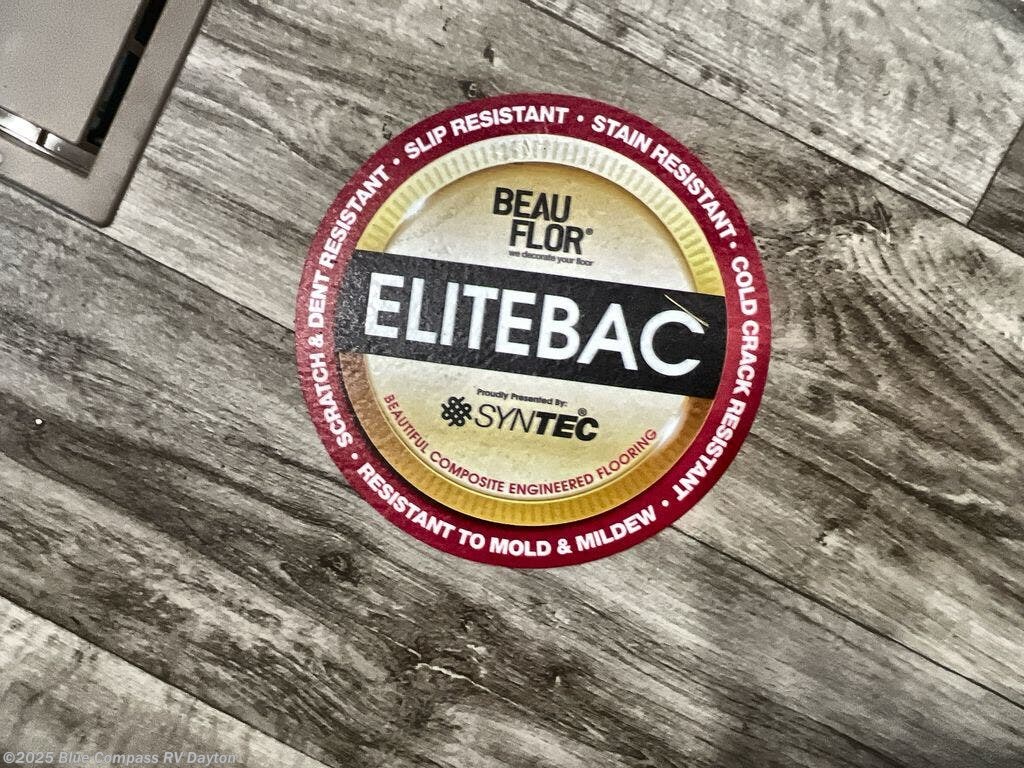 SCRATCH & DENT RESISTANT • SLIP RESISTANT • STAIN RESISTANT • COLD CRACK RESISTANT •
RESISTANT TO MOLD & MILDEW •
BEAU
FLOR®
we decorate your floor
ELITEBAC
Proudly Presented By:
SYNTEC®
BEAUTIFUL COMPOSITE ENGINEERED FLOORING
©2025 Blue Compass RV Dayton